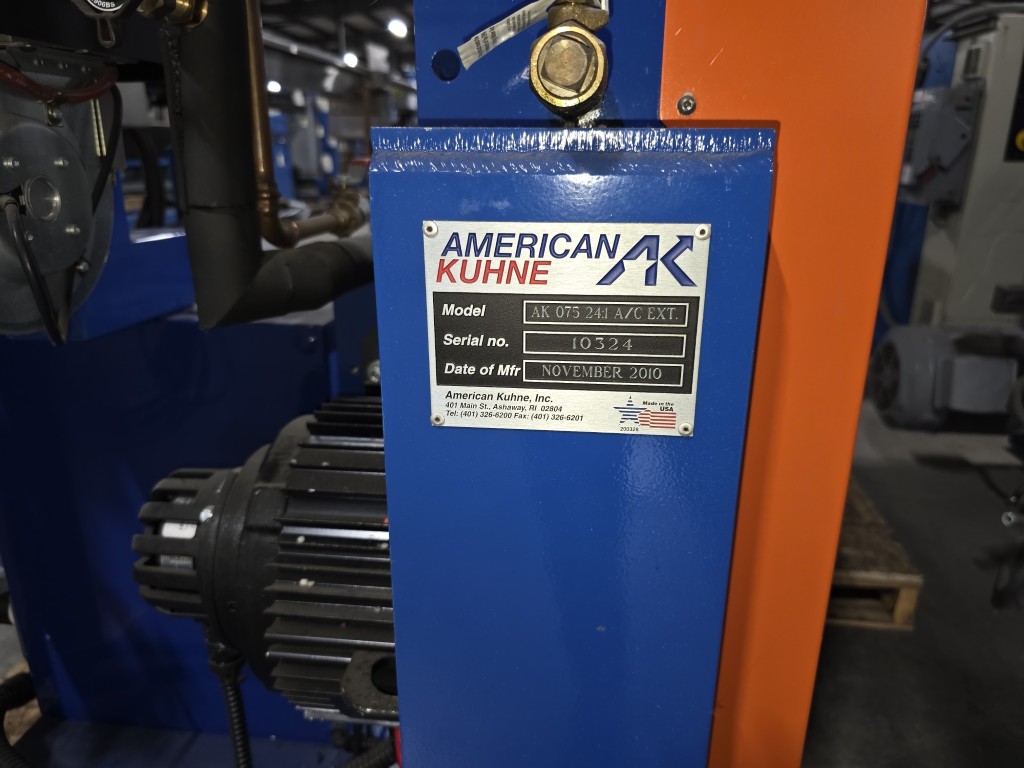 AMERICAN
KUHNE
AK
Model AK 075 24:1 A/C EXT.
Serial no. 10324
Date of Mfr NOVEMBER 2010
American Kuhne, Inc.
401 Main St., Ashaway, RI 02804
Tel: (401) 326-6200 Fax: (401) 326-6201
Made in the
USA